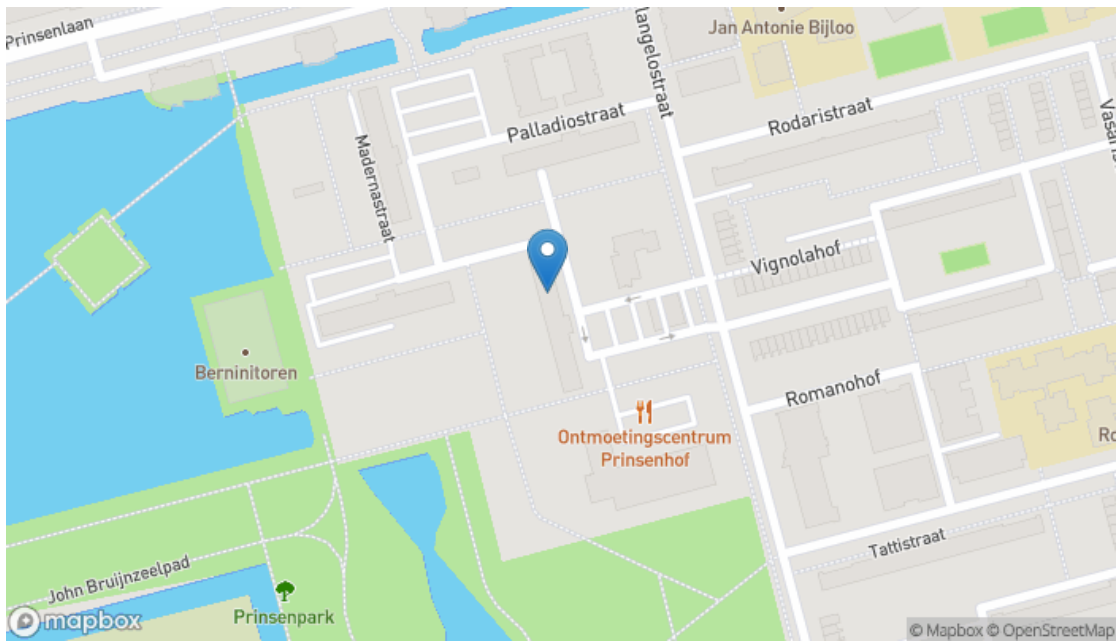 Prinsenlaan
Jan Antonie Bijloo
langelostraat
Palladiostraat
Rodaristraat
Madernastraat
Vignolahof
Berninitoren
Romanohof
Ontmoetingscentrum
Prinsenhof
Tattistraat
John Bruijnzeelpad
Prinsenpark
mapbox
© Mapbox © OpenStreetMap